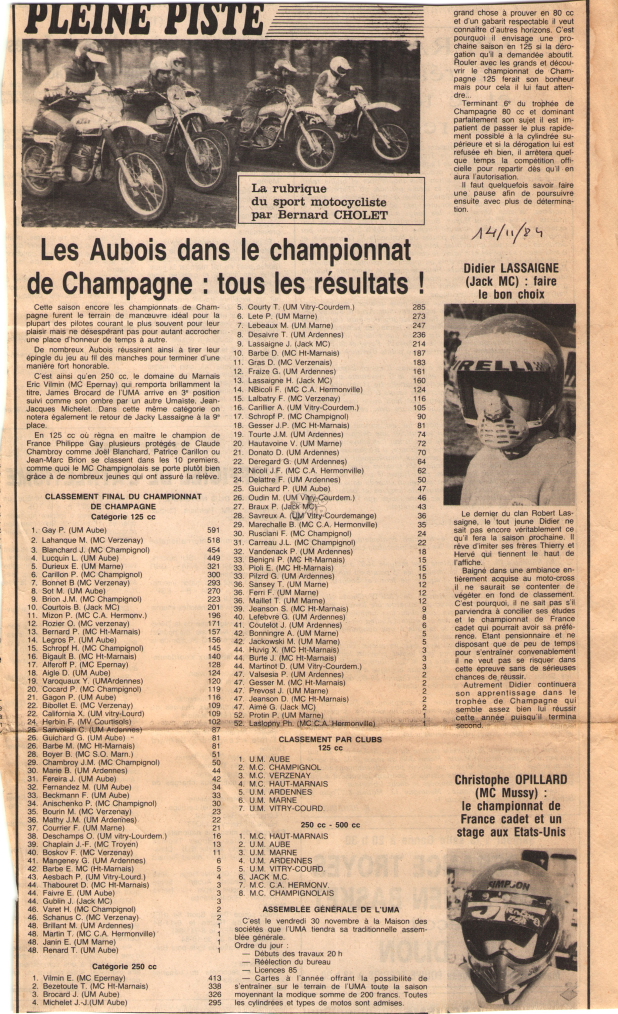 PLEINE PISTE
La rubrique
du sport motocycliste
par Bernard CHOLET
Les Aubois dans le championnat
de Champagne : tous les résultats !
Cette saison encore les championnats de Cham-
pagne furent le terrain de manœuvre idéal pour la
plupart des pilotes courant le plus souvent pour leur
plaisir mais ne désespérant pas pour autant accrocher
une place d'honneur de temps à autre.
De nombreux Aubois réussirent ainsi à tirer leur
épingle du jeu au fil des manches pour terminer d'une
manière fort honorable.
C'est ainsi qu'en 250 cc, le domaine du Marnais
Eric Vilmin (MC Epernay) qui remporta brillamment la
titre, James Brocard de l'UMA arrive en 3e position
suivi comme son ombre par un autre Umaïste, Jean-
Jacques Michelet. Dans cette même catégorie on
notera également le retour de Jacky Lassaigne à la 9e
place.
En 125 cc où règna en maître le champion de
France Philippe Gay plusieurs protégés de Claude
Chambroy comme Joël Blanchard, Patrice Carillon ou
Jean-Marc Brion se classent dans les 10 premiers,
comme quoi le MC Champignolais se porte plutôt bien
grâce à de nombreux jeunes qui ont assuré la relève.
CLASSEMENT FINAL DU CHAMPIONNAT
DE CHAMPAGNE
Catégorie 125 cc
1. Gay P. (UM Aube) 591
2. Lahanque M. (MC Verzenay) 518
3. Blanchard J. (MC Champignol) 454
4. Lucquin L. (UM Aube) 449
5. Durieux E. (UM Marne) 321
6. Carillon P. (MC Champignol) 300
7. Bonnet B (MC Verzenay) 293
8. Sot M. (UM Aube) 270
9. Brion J.M. (MC Champignol) 223
10. Courtois B. (Jack MC) 201
11. Mizon P. (MC C.A. Hermonv.) 196
12. Rozier O. (MC verzenay) 171
13. Bernard P. (MC Ht-Marnais) 157
14. Legros P. (UM Aube) 156
15. Schropf H. (MC Champignol) 145
16. Bigault B. (MC Ht-Marnais) 140
17. Alferoff P. (MC Epernay) 128
18. Aigle D. (UM Aube) 124
19. Varoquaux Y. (UMArdennes) 121
20. Cocard P (MC Champignol) 119
21. Gagon P. (UM Aube) 116
22. Bibollet E. (MC Verzenay) 109
22. California X. (UM vitry-Lourd) 109
24. Herbin F. (MV Courtisols) 102
25. Sanvolain C. (UM Ardennes) 87
26. Guichard G. (UM Aube) 81
26. Barbe M. (MC Ht-Marnais) 81
28. Boyer B. (MC S.O. Marn.) 51
29. Chambroy J.M. (MC Champignol) 50
30. Marie B. (UM Ardennes) 44
31. Fereira J. (UM Aube) 42
32. Fernandez M. (UM Aube) 34
33. Beckmann F. (UM Aube) 33
34. Anischenko P. (MC Champignol) 30
35. Bourin M. (MC Verzenay) 23
36. Mathy J.M. (UM Ardennes) 22
37. Courrier F. (UM Marne) 21
38. Deschamps O. (UM vitry-Lourdem.) 16
39. Chaplain J.-F. (MC Troyen) 13
40. Boskov F. (MC Verzenay) 11
41. Mangeney G. (UM Ardennes) 6
42. Barbe E. MC (Ht-Marnais) 5
43. Aesbach P. (UM Vitry-Lourd.) 4
44. Thabouret D. (MC Ht-Marnais) 3
44. Faivre E. (UM Aube) 3
44. Gublin J. (Jack MC) 3
46. Varet H. (MC Champignol) 2
46. Schanus C. (MC Verzenay) 2
48. Brillant M. (UM Ardennes) 1
48. Martin T. (MC C.A. Hermonville) 1
48. Janin E. (UM Marne) 1
48. Renard T. (UM Aube) 1
Catégorie 250 cc
1. Vilmin E. (MC Epernay) 413
2. Bezetoute T. (MC Ht-Marnais) 338
3. Brocard J. (UM Aube) 326
4. Michelet J.-J.(UM Aube) 295
5. Courty T. (UM Vitry-Courdem.) 285
6. Lete P. (UM Marne) 273
7. Lebeaux M. (UM Marne) 247
8. Desaivre T. (UM Ardennes) 236
9. Lassaigne J. (Jack MC) 214
10. Barbe D. (MC Ht-Marnais) 187
11. Gras D. (MC Verzenais) 183
12. Fraize G. (UM Ardennes) 161
13. Lassaigne H. (Jack MC) 160
14. NBicoli F. (MC C.A. Hermonville) 124
15. Lalbatry F. (MC Verzenay) 116
16. Carillier A. (UM Vitry-Courdem.) 105
17. Schropf P. (MC Champignol) 90
18. Gesser J.P (MC Ht-Marnais) 81
19. Tourte J.M. (UM Ardennes) 74
20. Hautavoine V. (UM Marne) 72
21. Donato D. (UM Ardennes) 70
22. Deregard G. (UM Ardennes) 64
23. Nicoli J.F. (MC C.A. Hermonville) 62
24. Delattre F. (UM Ardennes) 50
25. Guichard P. (UM Aube) 47
26. Oudin M. (UM Vitry-Courdem.) 46
27. Braux P. (Jack MC) 43
28. Savreux A. (UM Vitry-Courdemange) 36
29. Marechalle B. (MC C.A. Hermonville) 35
30. Rusciani F. (MC Champignol) 24
31. Carreau J.L. (MC Champignol) 22
32. Vandenack P. (UM Ardennes) 18
33. Benigni P. (MC Ht-Marnais) 15
33. Pioli E. (MC Ht-Marnais) 15
33. Pilzrd G. (UM Ardennes) 15
36. Sansey T. (UM Marne) 12
36. Ferri F. (UM Marne) 12
36. Maillet T. (UM Marne) 12
39. Jeanson S. (MC Ht-Marnais) 9
40. Lefebvre G. (UM Ardennes) 8
41. Coutelot J. (UM Ardennes) 8
42. Bonningre A. (UM Marne) 5
42. Jackowski M. (UM Marne) 5
44. Huvig X. (MC Ht-Marnais) 3
44. Burte J. (MC Ht-Marnais) 3
44. Martinot D. (UM Vitry-Courdem.) 3
47. Valsesia P. (UM Ardennes) 2
47. Gesser M. (MC Ht-Marnais) 2
47. Prevost J. (UM Marne) 2
47. Jeanson D. (MC Ht-Marnais) 2
47. Aimé G. (Jack MC) 2
52. Protin P. (UM Marne) 1
52. Laslopny Ph. (MC C.A. Hermonville) 1
CLASSEMENT PAR CLUBS
125 cc
1. U.M. AUBE
2. M.C. CHAMPIGNOL
3. M.C. VERZENAY
4. M.C. HAUT-MARNAIS
5. U.M. ARDENNES
6. U.M. MARNE
7. U.M. VITRY-COURD.
250 cc - 500 cc
1. M.C. HAUT-MARNAIS
2. U.M. AUBE
3. U.M. MARNE
4. U.M. ARDENNES
5. U.M. VITRY-COURD.
6. JACK M.C.
7. M.C. C.A. HERMONV.
8. M.C. CHAMPIGNOLAIS
ASSEMBLÉE GÉNÉRALE DE L'UMA
C'est le vendredi 30 novembre à la Maison des
sociétés que l'UMA tiendra sa traditionnelle assem-
blée générale.
Ordre du jour :
— Débuts des travaux 20 h
— Réélection du bureau
— Licences 85
— Cartes à l'année offrant la possibilité de
s'entraîner sur le terrain de l'UMA toute la saison
moyennant la modique somme de 200 francs. Toutes
les cylindrées et types de motos sont admises.
grand chose à prouver en 80 cc
et d'un gabarit respectable il veut
connaître d'autres horizons. C'est
pourquoi il envisage une pro-
chaine saison en 125 si la déro-
gation qu'il a demandée aboutit.
Rouler avec les grands et décou-
vrir le championnat de Cham-
pagne 125 ferait son bonheur
mais pour cela il lui faut atten-
dre...
Terminant 6e du trophée de
Champagne 80 cc et dominant
parfaitement son sujet il est im-
patient de passer le plus rapide-
ment possible à la cylindrée su-
périeure et si la dérogation lui est
refusée eh bien, il arrêtera quel-
que temps la compétition offi-
cielle pour repartir dès qu'il en
aura l'autorisation.
Il faut quelquefois savoir faire
une pause afin de poursuivre
ensuite avec plus de détermina-
tion.
14/11/84
Didier LASSAIGNE
(Jack MC) : faire
le bon choix
IRELLI
Le dernier du clan Robert Las-
saigne, le tout jeune Didier ne
sait pas encore véritablement ce
qu'il fera la saison prochaine. Il
rêve d'imiter ses frères Thierry et
Hervé qui tiennent le haut de
l'affiche.
Baigné dans une ambiance en-
tièrement acquise au moto-cross
il ne saurait se contenter de
végéter en fond de classement.
C'est pourquoi, il ne sait pas s'il
parviendra à concilier ses études
et le championnat de France
cadet qui pourrait avoir sa préfé-
rence. Etant pensionnaire et ne
disposant que peu de temps
pour s'entraîner convenablement
il ne veut pas se risquer dans
cette épreuve sans de sérieuses
chances de réussir.
Autrement Didier continuera
son apprentissage dans le
trophée de Champagne qui
semble assez bien lui réussir
cette année puisqu'il termina
second.
Christophe OPILLARD
(MC Mussy) :
le championnat de
France cadet et un
stage aux Etats-Unis
SIMPSON